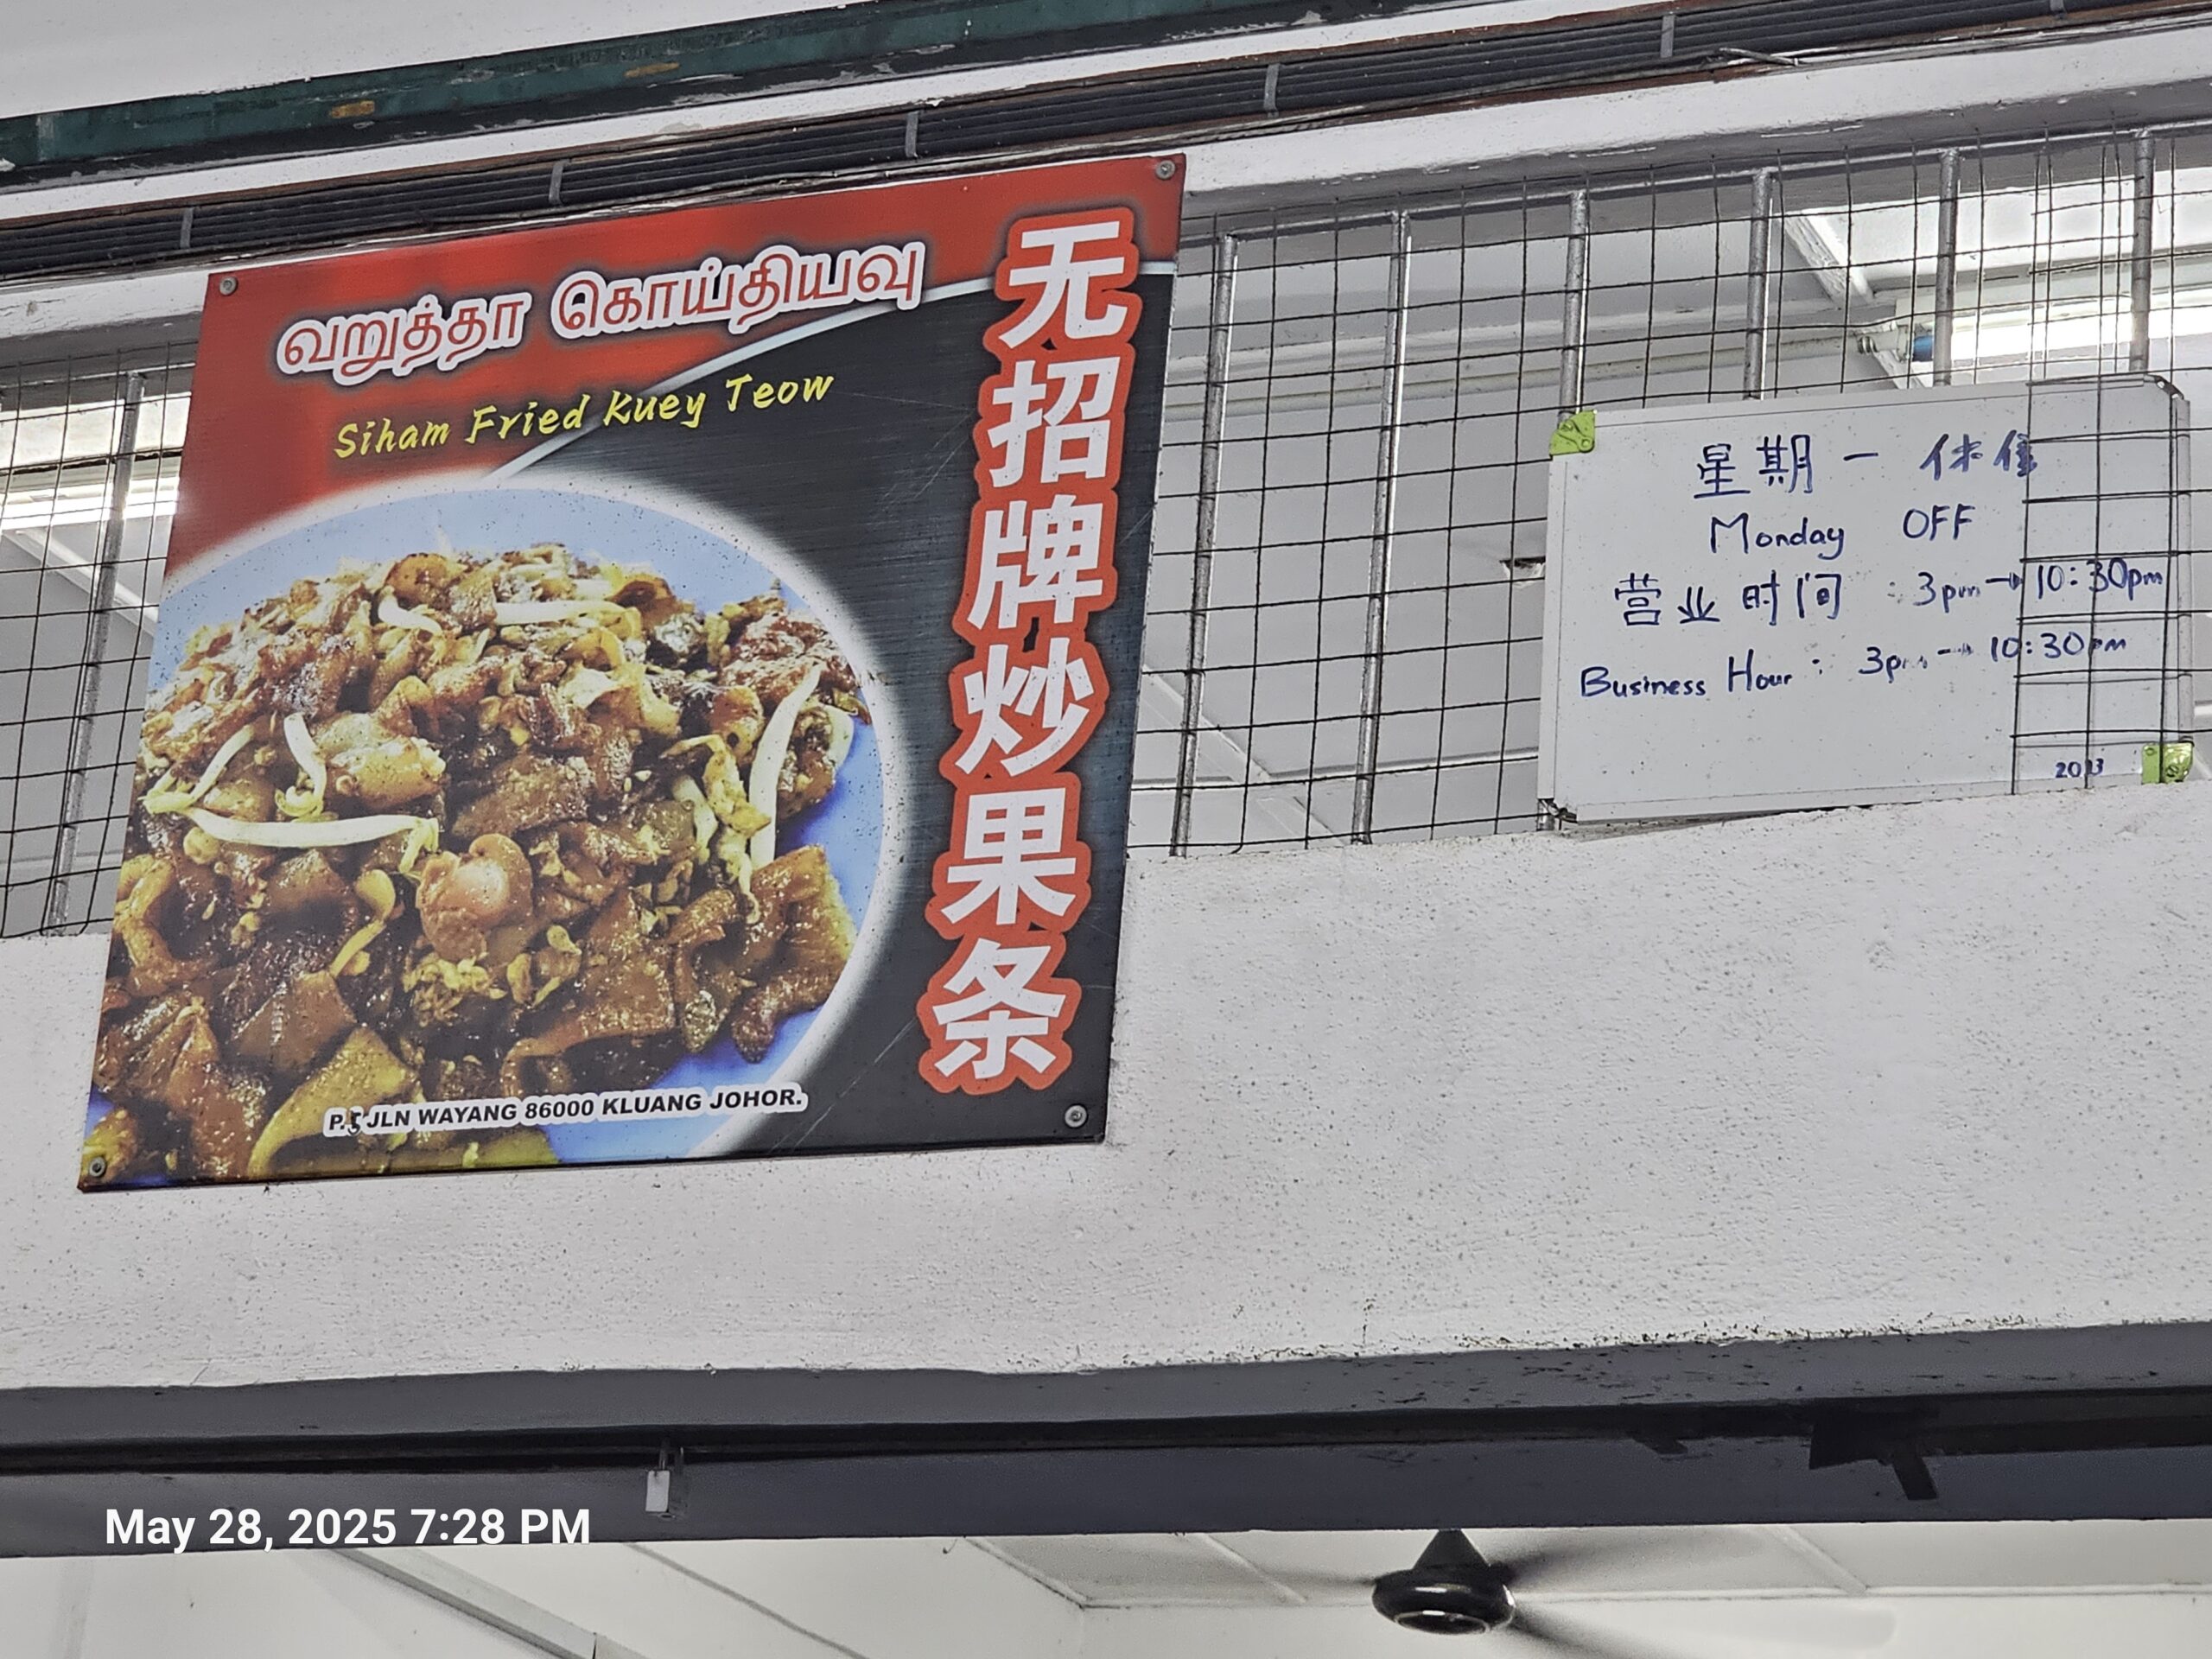 வறுத்தா கொய்தியவு
Siham Fried Kuey Teow
无招牌炒果条
P.5 JLN WAYANG 86000 KLUANG JOHOR.
星期一 休息
Monday OFF
营业时间 : 3pm→10:30pm
Business Hour : 3pm→10:30pm
May 28, 2025 7:28 PM